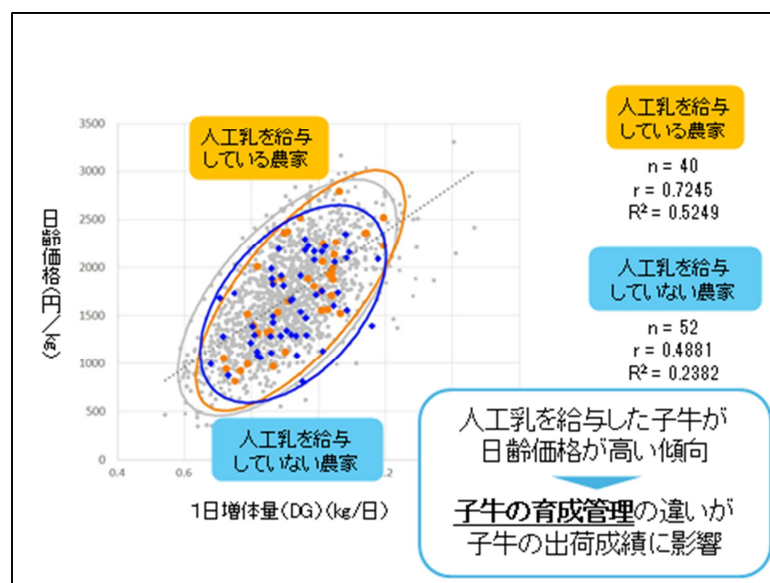 人工乳を給与
している農家
n = 40
r = 0.7245
R² = 0.5249
人工乳を給与
していない農家
n = 52
r = 0.4881
R² = 0.2382
日齢価格(円/kg)
3500
3000
2500
2000
1500
1000
500
0
人工乳を給与
している農家
人工乳を給与
していない農家
0.4
0.6
1日増体量(DG)(kg/日)
人工乳を給与した子牛が
日齢価格が高い傾向
子牛の育成管理の違いが
子牛の出荷成績に影響